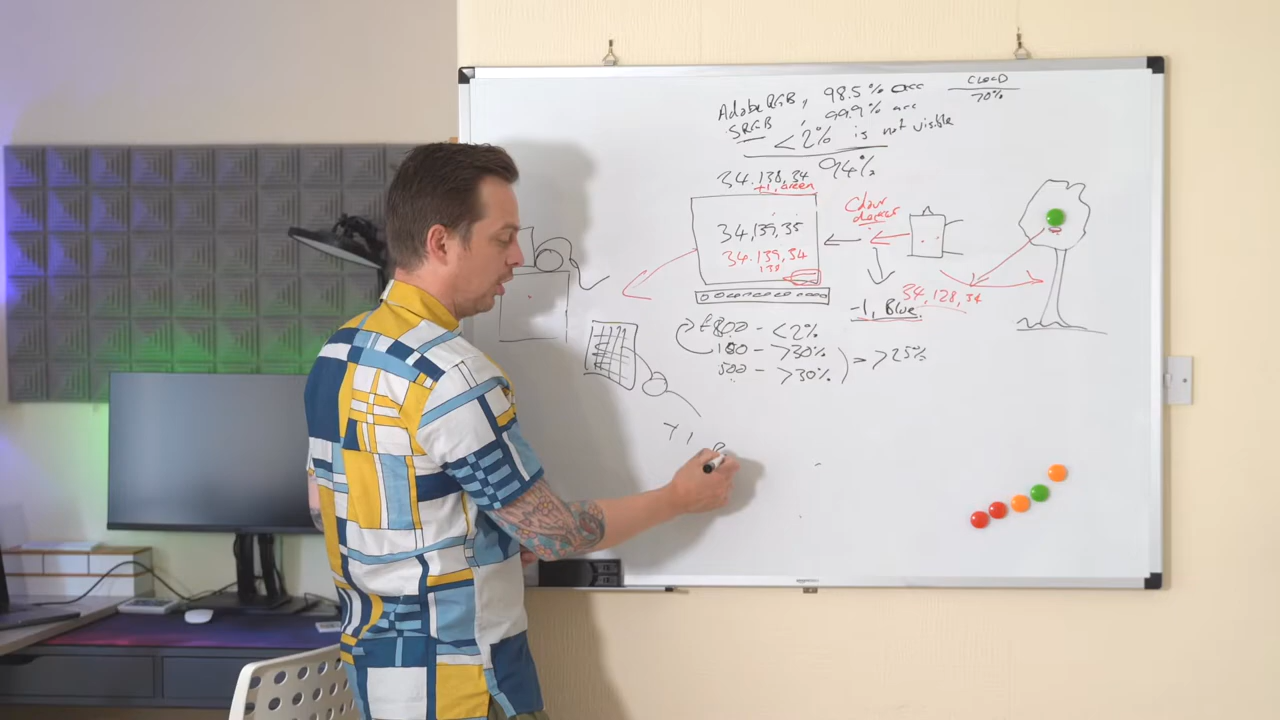 AdobeRGB, 98.5% acc
SRGB, 99.9% acc
<2% is not visible
CLOUD
70%
94%
34.138,34
+1, Green
34,139,35
34.139,34
138
Colour
34,128,34
-1, Blue
£800 - <2%
180 - >30%
500 - >30%
= >25%